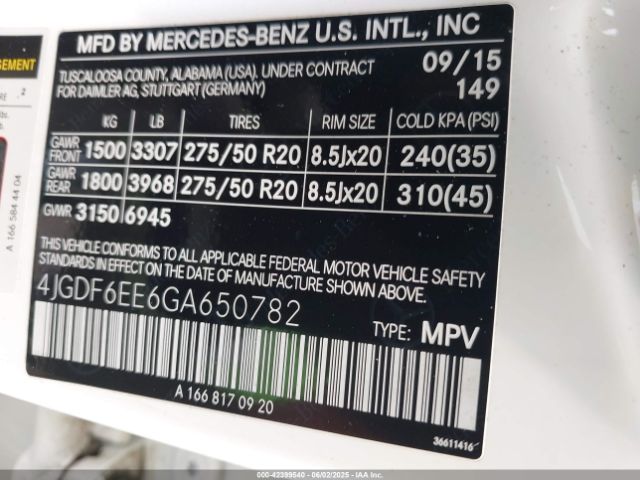 MFD BY MERCEDES-BENZ U.S. INTL., INC
TUSCALOOSA COUNTY, ALABAMA (USA), UNDER CONTRACT
FOR DAIMLER AG, STUTTGART (GERMANY)
09/15
149
KG LB TIRES RIM SIZE COLD KPA (PSI)
GAWR FRONT 1500 3307 275/50 R20 8.5Jx20 240(35)
GAWR REAR 1800 3968 275/50 R20 8.5Jx20 310(45)
GVWR 3150 6945
THIS VEHICLE CONFORMS TO ALL APPLICABLE FEDERAL MOTOR VEHICLE SAFETY
AND THEFT PREVENTION STANDARDS IN EFFECT ON THE DATE OF MANUFACTURE SHOWN ABOVE.
4JGDF6EE6GA650782
TYPE: MPV
A 166 817 09 20
36611416
A 166 584 44 04
000-42399540 06/02/2025 IAA Inc.